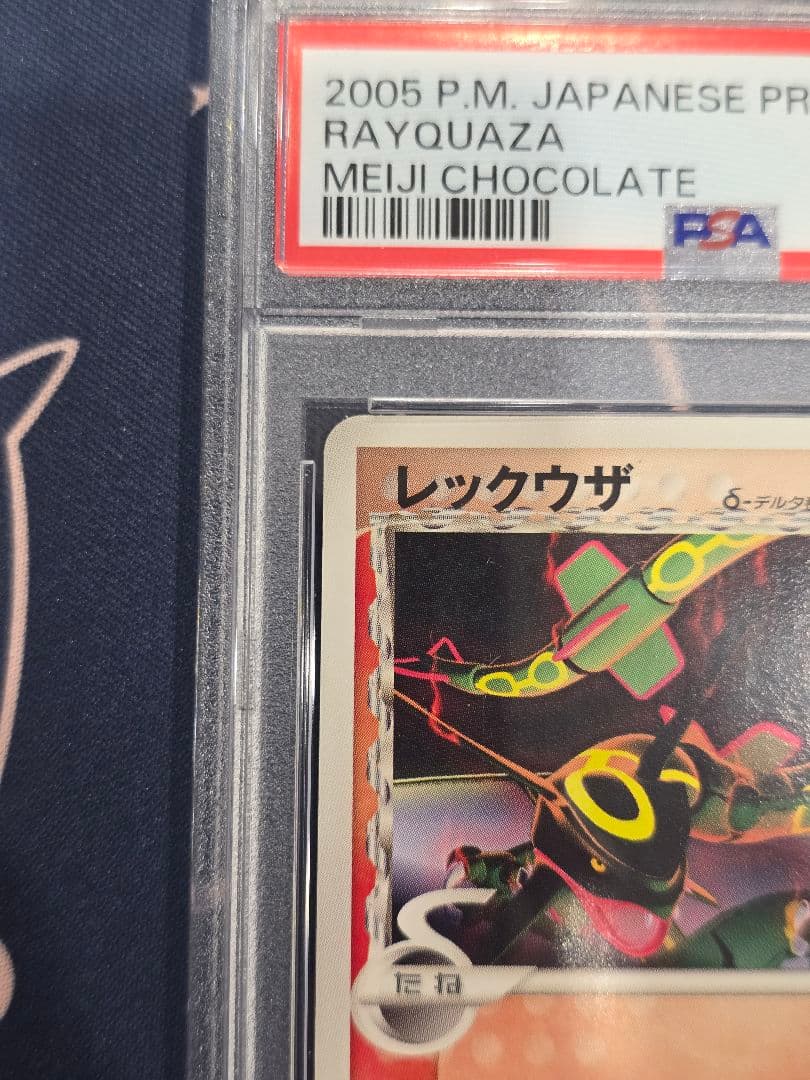 2005 P.M. JAPANESE PR
RAYQUAZA
MEIJI CHOCOLATE
PSA
レックウザ
δ-デルタ
δ
たね